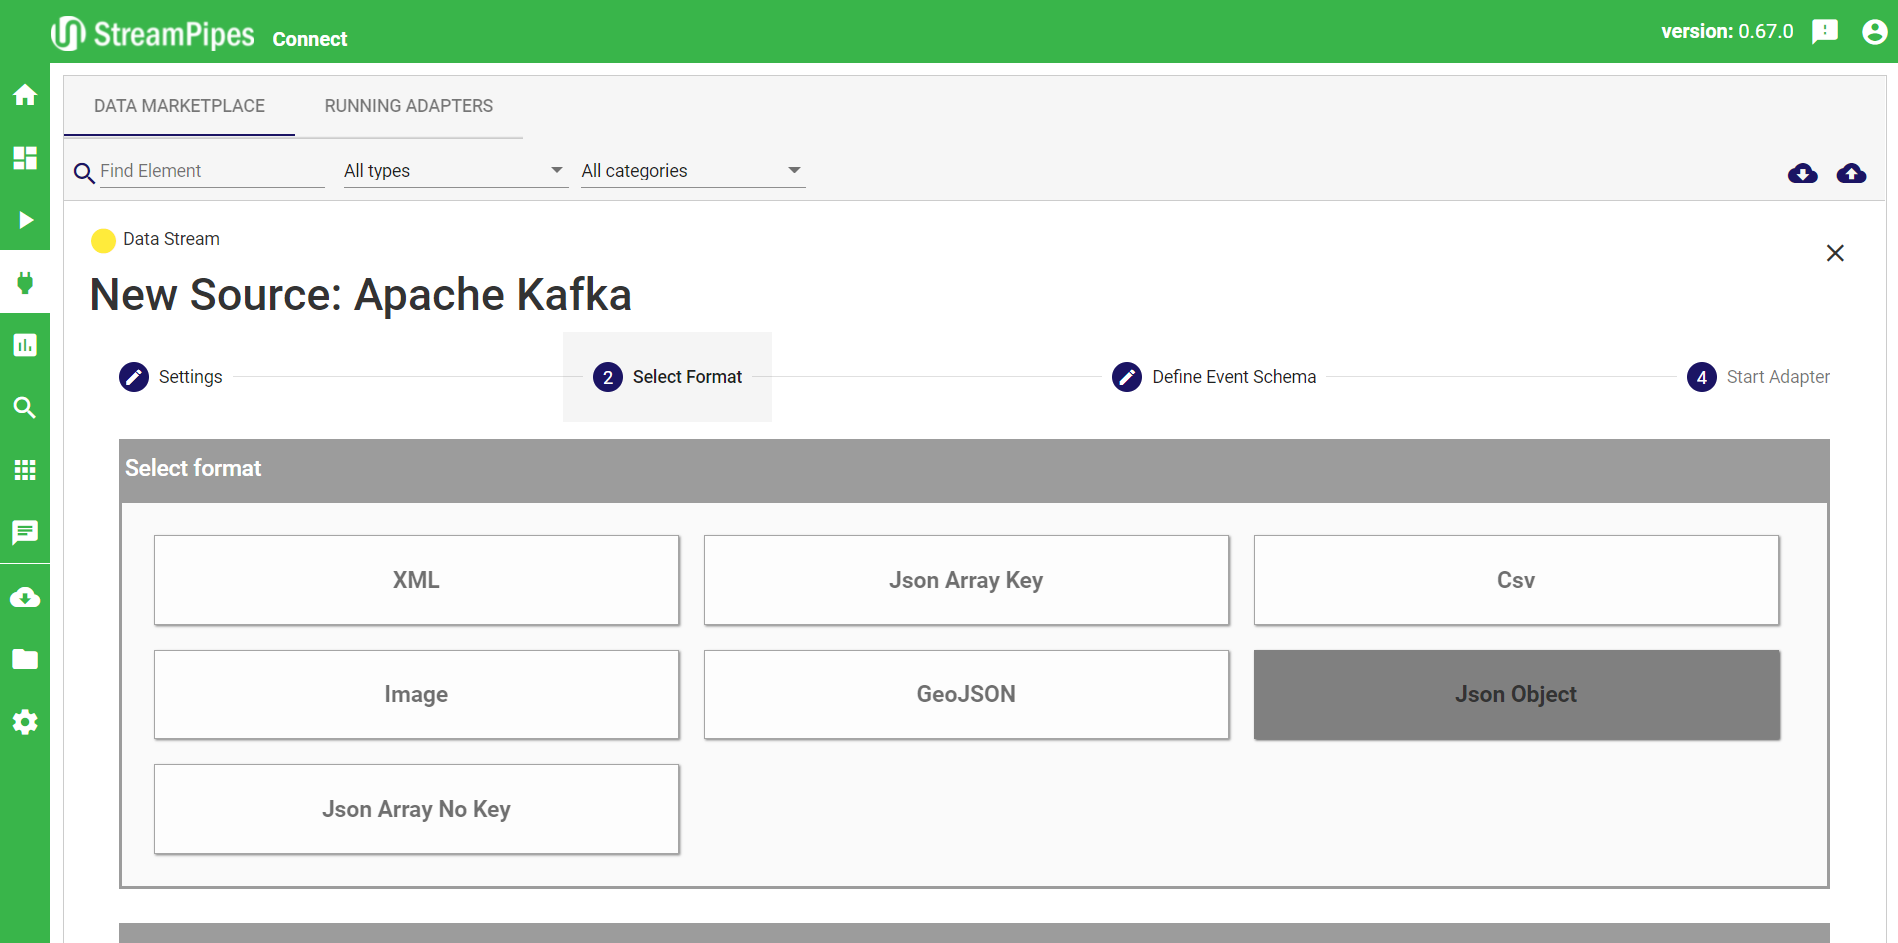 StreamPipes Connect version: 0.67.0
DATA MARKETPLACE RUNNING ADAPTERS
Find Element All types All categories
Data Stream
New Source: Apache Kafka
Settings 2 Select Format Define Event Schema 4 Start Adapter
Select format
XML Json Array Key Csv
Image GeoJSON Json Object
Json Array No Key